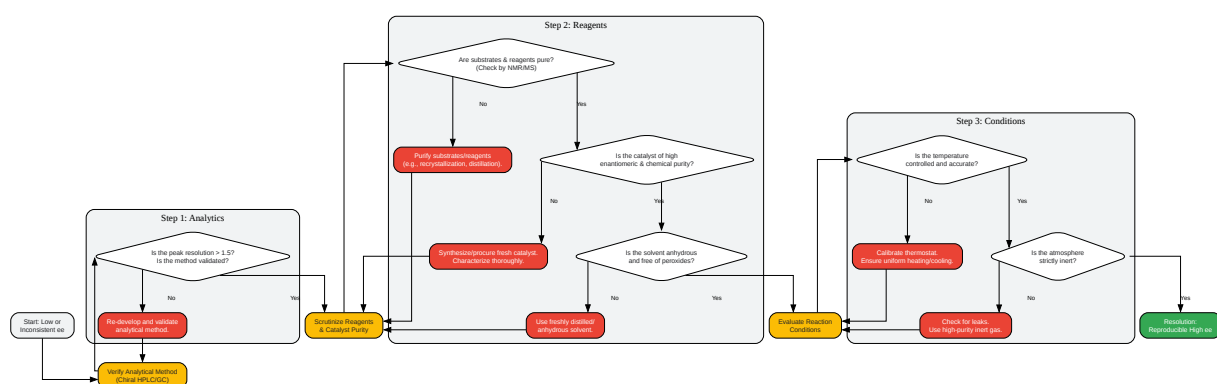 Step 2: Reagents
Are substrates & reagents pure?
(Check by NMR/MS)
No
Yes
Purify substrates/reagents
(e.g., recrystallization, distillation).
Is the catalyst of high
enantiomeric & chemical purity?
No
Yes
Synthesize/procure fresh catalyst.
Characterize thoroughly.
Is the solvent anhydrous
and free of peroxides?
No
Yes
Use freshly distilled/
anhydrous solvent.
Step 3: Conditions
Is the temperature
controlled and accurate?
No
Yes
Calibrate thermostat.
Ensure uniform heating/cooling.
Is the atmosphere
strictly inert?
No
Yes
Check for leaks.
Use high-purity inert gas.
Step 1: Analytics
Is the peak resolution > 1.5?
Is the method validated?
No
Yes
Re-develop and validate
analytical method.
Start: Low or
Inconsistent ee
Verify Analytical Method
(Chiral HPLC/GC)
Scrutinize Reagents
& Catalyst Purity
Evaluate Reaction
Conditions
Resolution:
Reproducible High ee